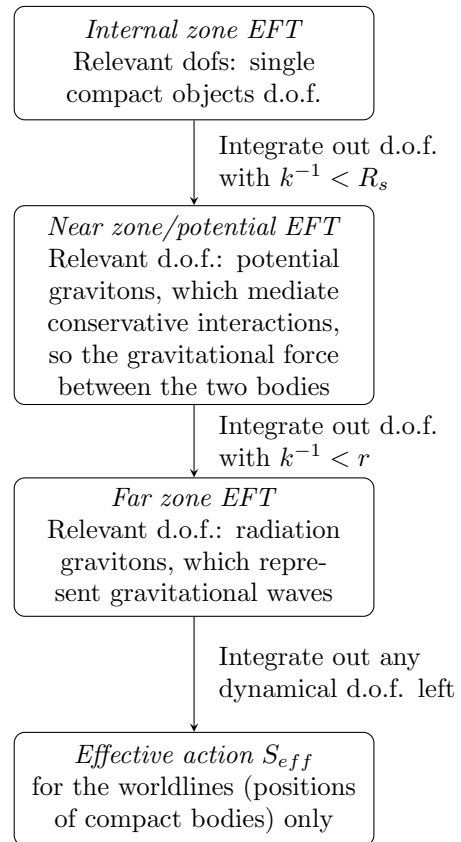 Internal zone EFT
Relevant dofs: single
compact objects d.o.f.
Integrate out d.o.f.
with $k^{-1} < R_s$
Near zone/potential EFT
Relevant d.o.f.: potential
gravitons, which mediate
conservative interactions,
so the gravitational force
between the two bodies
Integrate out d.o.f.
with $k^{-1} < r$
Far zone EFT
Relevant d.o.f.: radiation
gravitons, which repre-
sent gravitational waves
Integrate out any
dynamical d.o.f. left
Effective action $S_{eff}$
for the worldlines (positions
of compact bodies) only